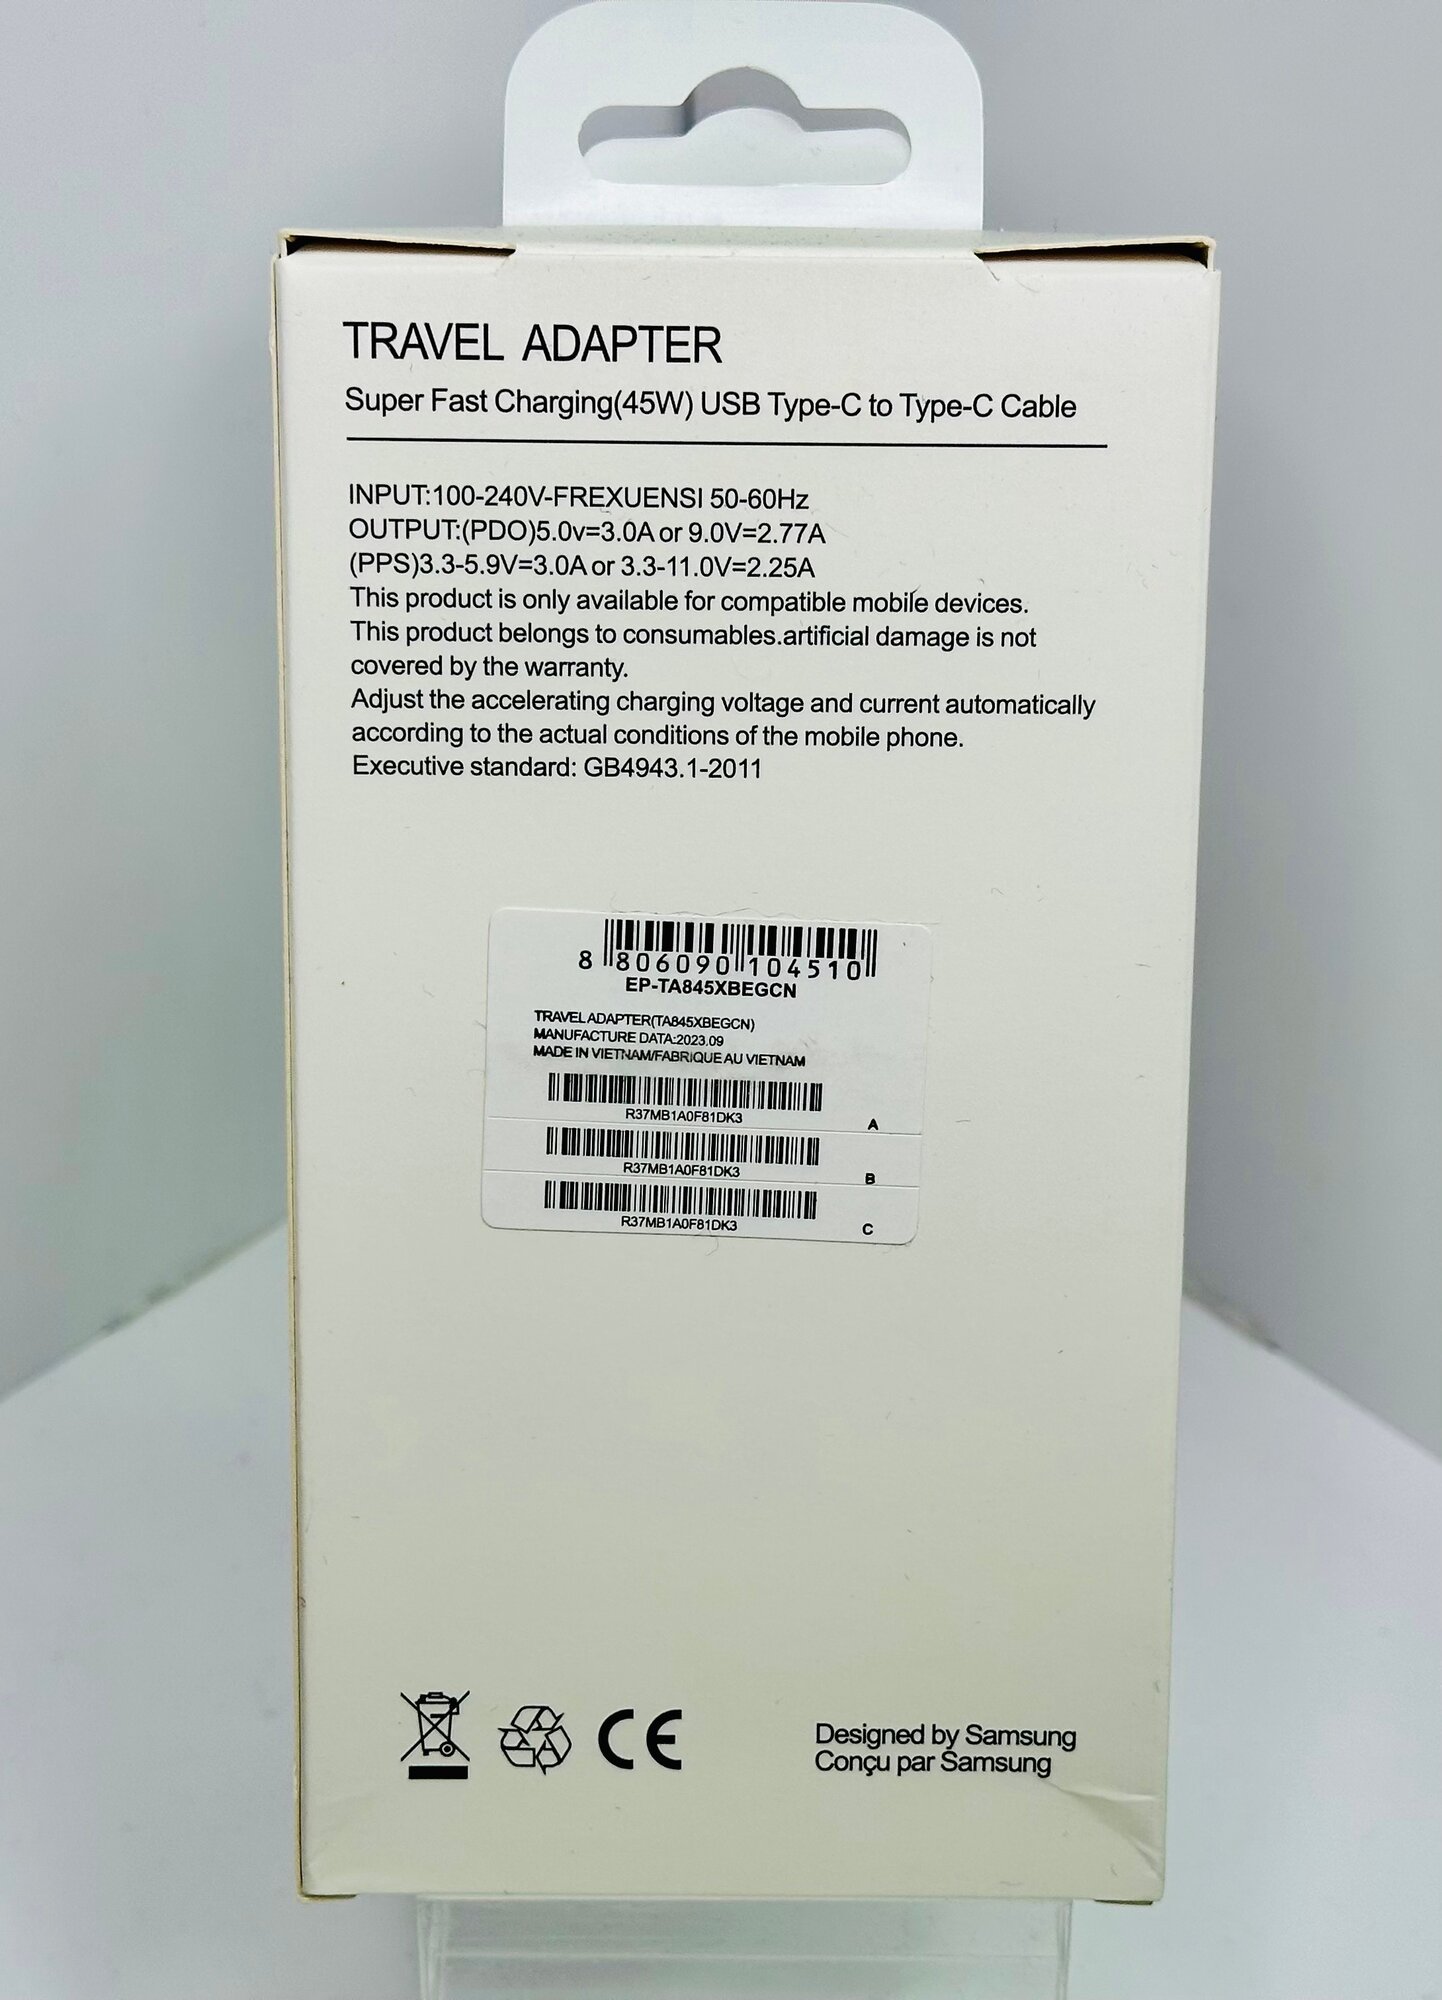 TRAVEL ADAPTER
Super Fast Charging(45W) USB Type-C to Type-C Cable
INPUT:100-240V-FREXUENSI 50-60Hz
OUTPUT:(PDO)5.0v=3.0A or 9.0V=2.77A
(PPS)3.3-5.9V=3.0A or 3.3-11.0V=2.25A
This product is only available for compatible mobile devices.
This product belongs to consumables.artificial damage is not
covered by the warranty.
Adjust the accelerating charging voltage and current automatically
according to the actual conditions of the mobile phone.
Executive standard: GB4943.1-2011
8 806090 104510
EP-TA845XBEGCN
TRAVEL ADAPTER(TA845XBEGCN)
MANUFACTURE DATA:2023.09
MADE IN VIETNAM/FABRIQUE AU VIETNAM
R37MB1A0F81DK3
A
R37MB1A0F81DK3
B
R37MB1A0F81DK3
C
CE
Designed by Samsung
Conçu par Samsung